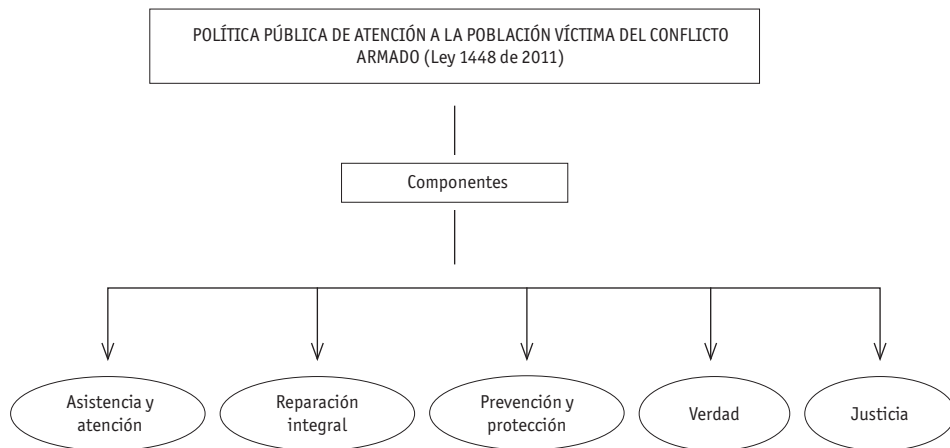 POLÍTICA PÚBLICA DE ATENCIÓN A LA POBLACIÓN VÍCTIMA DEL CONFLICTO
ARMADO (Ley 1448 de 2011)
Componentes
Asistencia y
atención
Reparación
integral
Prevención y
protección
Verdad
Justicia